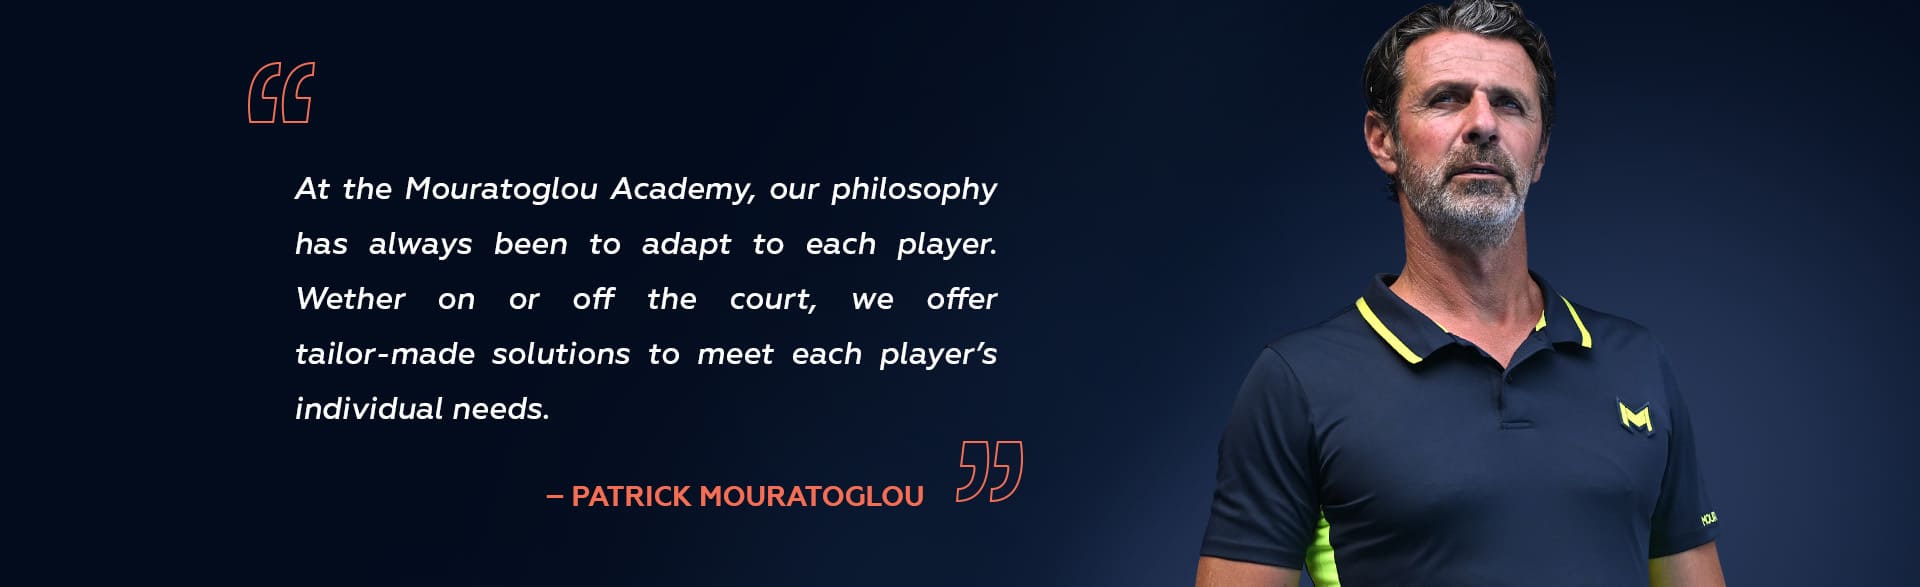 At the Mouratoglou Academy, our philosophy
has always been to adapt to each player.
Wether on or off the court, we offer
tailor-made solutions to meet each player’s
individual needs.
– PATRICK MOURATOGLOU
M
MOUR